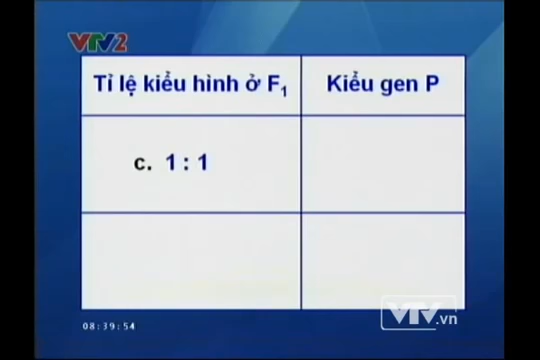 VTV2
Tỉ lệ kiểu hình ở F1
Kiểu gen P
c. 1 : 1
VTV.vn
08:39:54